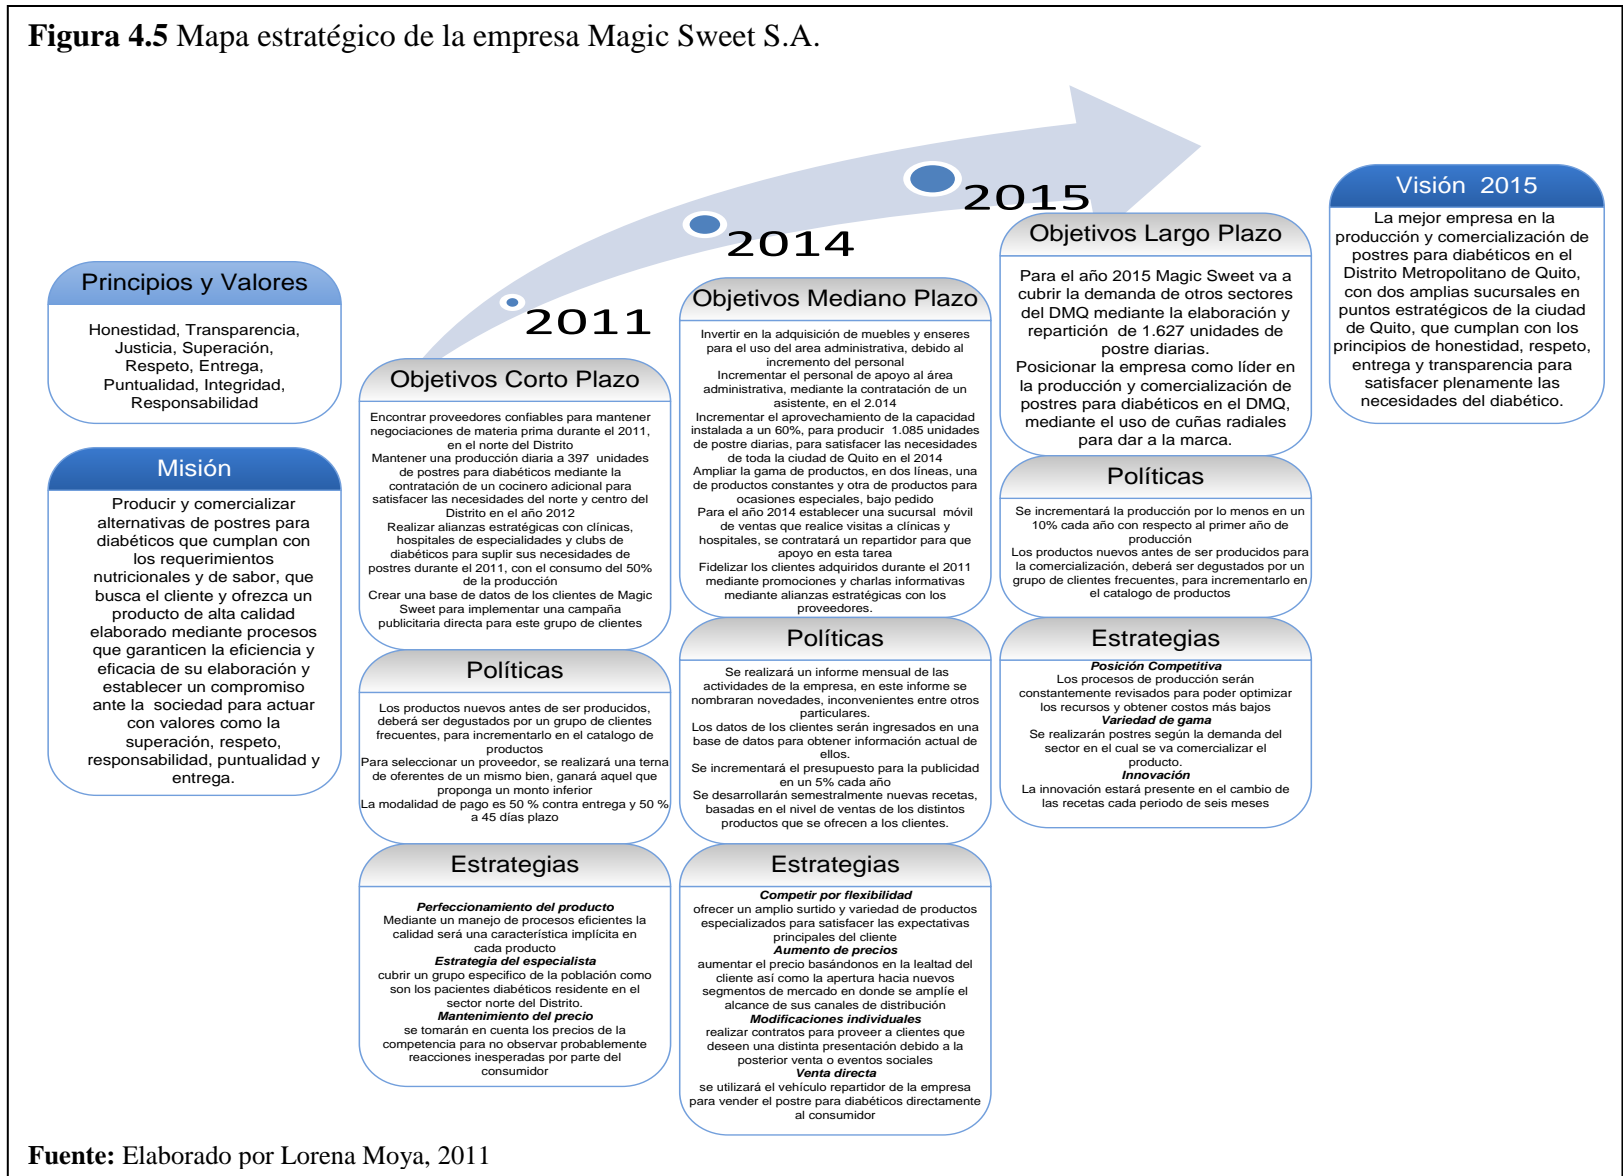 Figura 4.5 Mapa estratégico de la empresa Magic Sweet S.A.
Principios y Valores
Honestidad, Transparencia,
Justicia, Superación,
Respeto, Entrega,
Puntualidad, Integridad,
Responsabilidad
Misión
Producir y comercializar
alternativas de postres para
diabéticos que cumplan con
los requerimientos
nutricionales y de sabor, que
busca el cliente y ofrezca un
producto de alta calidad
elaborado mediante procesos
que garanticen la eficiencia y
eficacia de su elaboración y
establecer un compromiso
ante la sociedad para actuar
con valores como la
superación, respeto,
responsabilidad, puntualidad y
entrega.
2011
Objetivos Corto Plazo
Encontrar proveedores confiables para mantener
negociaciones de materia prima durante el 2011,
en el norte del Distrito
Mantener una producción diaria a 397 unidades
de postres para diabéticos mediante la
contratación de un cocinero adicional para
satisfacer las necesidades del norte y centro del
Distrito en el año 2012
Realizar alianzas estratégicas con clínicas,
hospitales de especialidades y clubs de
diabéticos para suplir sus necesidades de
postres durante el 2011, con el consumo del 50%
de la producción
Crear una base de datos de los clientes de Magic
Sweet para implementar una campaña
publicitaria directa para este grupo de clientes
Políticas
Los productos nuevos antes de ser producidos,
deberá ser degustados por un grupo de clientes
frecuentes, para incrementarlo en el catalogo de
productos
Para seleccionar un proveedor, se realizará una terna
de oferentes de un mismo bien, ganará aquel que
proponga un monto inferior
La modalidad de pago es 50 % contra entrega y 50 %
a 45 días plazo
Estrategias
Perfeccionamiento del producto
Mediante un manejo de procesos eficientes la
calidad será una característica implícita en
cada producto
Estrategia del especialista
cubrir un grupo especifico de la población como
son los pacientes diabéticos residente en el
sector norte del Distrito.
Mantenimiento del precio
se tomarán en cuenta los precios de la
competencia para no observar probablemente
reacciones inesperadas por parte del
consumidor
2014
Objetivos Mediano Plazo
Invertir en la adquisición de muebles y enseres
para el uso del area administrativa, debido al
incremento del personal
Incrementar el personal de apoyo al área
administrativa, mediante la contratación de un
asistente, en el 2.014
Incrementar el aprovechamiento de la capacidad
instalada a un 60%, para producir 1.085 unidades
de postre diarias, para satisfacer las necesidades
de toda la ciudad de Quito en el 2014
Ampliar la gama de productos, en dos líneas, una
de productos constantes y otra de productos para
ocasiones especiales, bajo pedido
Para el año 2014 establecer una sucursal móvil
de ventas que realice visitas a clínicas y
hospitales, se contratará un repartidor para que
apoyo en esta tarea
Fidelizar los clientes adquiridos durante el 2011
mediante promociones y charlas informativas
mediante alianzas estratégicas con los
proveedores.
Políticas
Se realizará un informe mensual de las
actividades de la empresa, en este informe se
nombraran novedades, inconvenientes entre otros
particulares.
Los datos de los clientes serán ingresados en una
base de datos para obtener información actual de
ellos.
Se incrementará el presupuesto para la publicidad
en un 5% cada año
Se desarrollarán semestralmente nuevas recetas,
basadas en el nivel de ventas de los distintos
productos que se ofrecen a los clientes.
Estrategias
Competir por flexibilidad
ofrecer un amplio surtido y variedad de productos
especializados para satisfacer las expectativas
principales del cliente
Aumento de precios
aumentar el precio basándonos en la lealtad del
cliente así como la apertura hacia nuevos
segmentos de mercado en donde se amplíe el
alcance de sus canales de distribución
Modificaciones individuales
realizar contratos para proveer a clientes que
deseen una distinta presentación debido a la
posterior venta o eventos sociales
Venta directa
se utilizará el vehículo repartidor de la empresa
para vender el postre para diabéticos directamente
al consumidor
2015
Objetivos Largo Plazo
Para el año 2015 Magic Sweet va a
cubrir la demanda de otros sectores
del DMQ mediante la elaboración y
repartición de 1.627 unidades de
postre diarias.
Posicionar la empresa como líder en
la producción y comercialización de
postres para diabéticos en el DMQ,
mediante el uso de cuñas radiales
para dar a la marca.
Políticas
Se incrementará la producción por lo menos en un
10% cada año con respecto al primer año de
producción
Los productos nuevos antes de ser producidos para
la comercialización, deberá ser degustados por un
grupo de clientes frecuentes, para incrementarlo en
el catalogo de productos
Estrategias
Posición Competitiva
Los procesos de producción serán
constantemente revisados para poder optimizar
los recursos y obtener costos más bajos
Variedad de gama
Se realizarán postres según la demanda del
sector en el cual se va comercializar el
producto.
Innovación
La innovación estará presente en el cambio de
las recetas cada periodo de seis meses
Visión 2015
La mejor empresa en la
producción y comercialización de
postres para diabéticos en el
Distrito Metropolitano de Quito,
con dos amplias sucursales en
puntos estratégicos de la ciudad
de Quito, que cumplan con los
principios de honestidad, respeto,
entrega y transparencia para
satisfacer plenamente las
necesidades del diabético.
Fuente: Elaborado por Lorena Moya, 2011